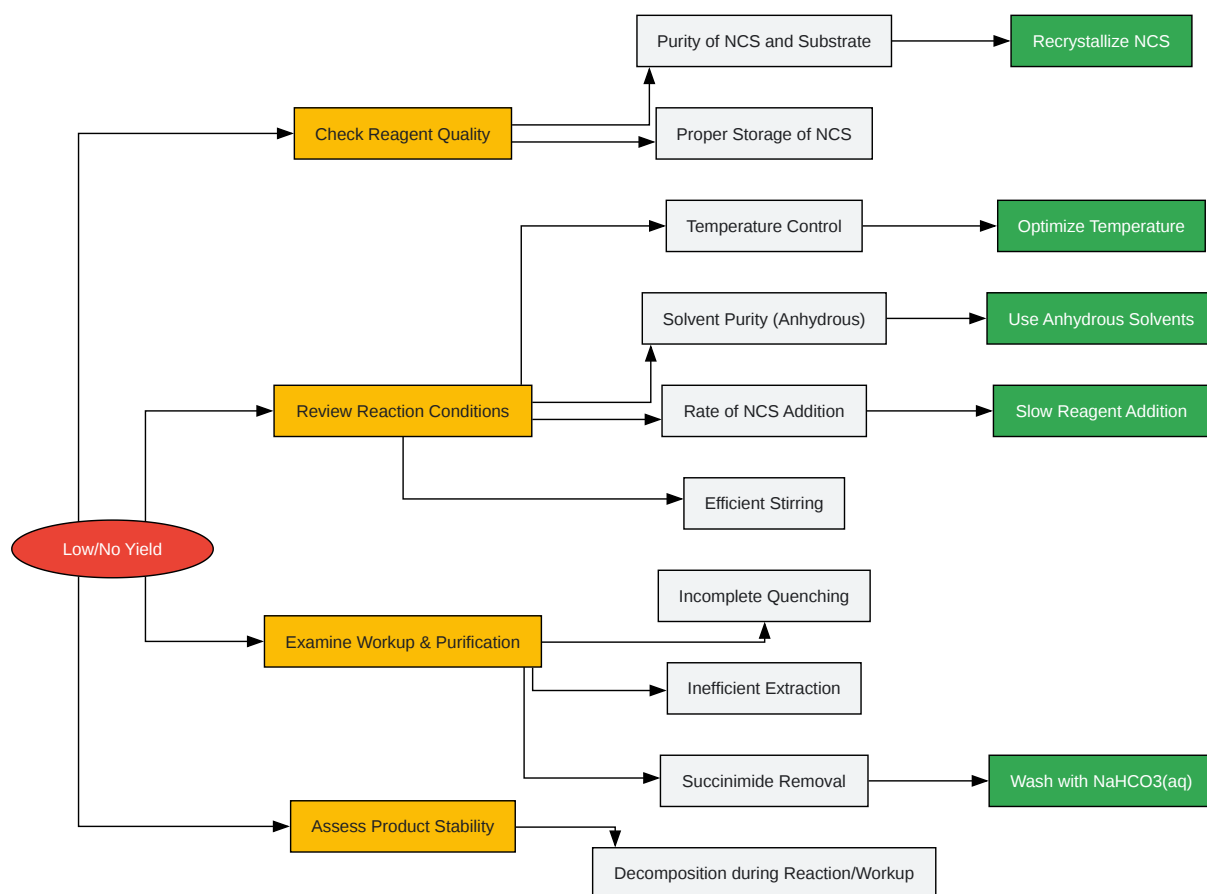 Purity of NCS and Substrate
Recrystallize NCS
Check Reagent Quality
Proper Storage of NCS
Temperature Control
Optimize Temperature
Solvent Purity (Anhydrous)
Use Anhydrous Solvents
Review Reaction Conditions
Rate of NCS Addition
Slow Reagent Addition
Efficient Stirring
Low/No Yield
Incomplete Quenching
Examine Workup & Purification
Inefficient Extraction
Succinimide Removal
Wash with NaHCO3(aq)
Assess Product Stability
Decomposition during Reaction/Workup